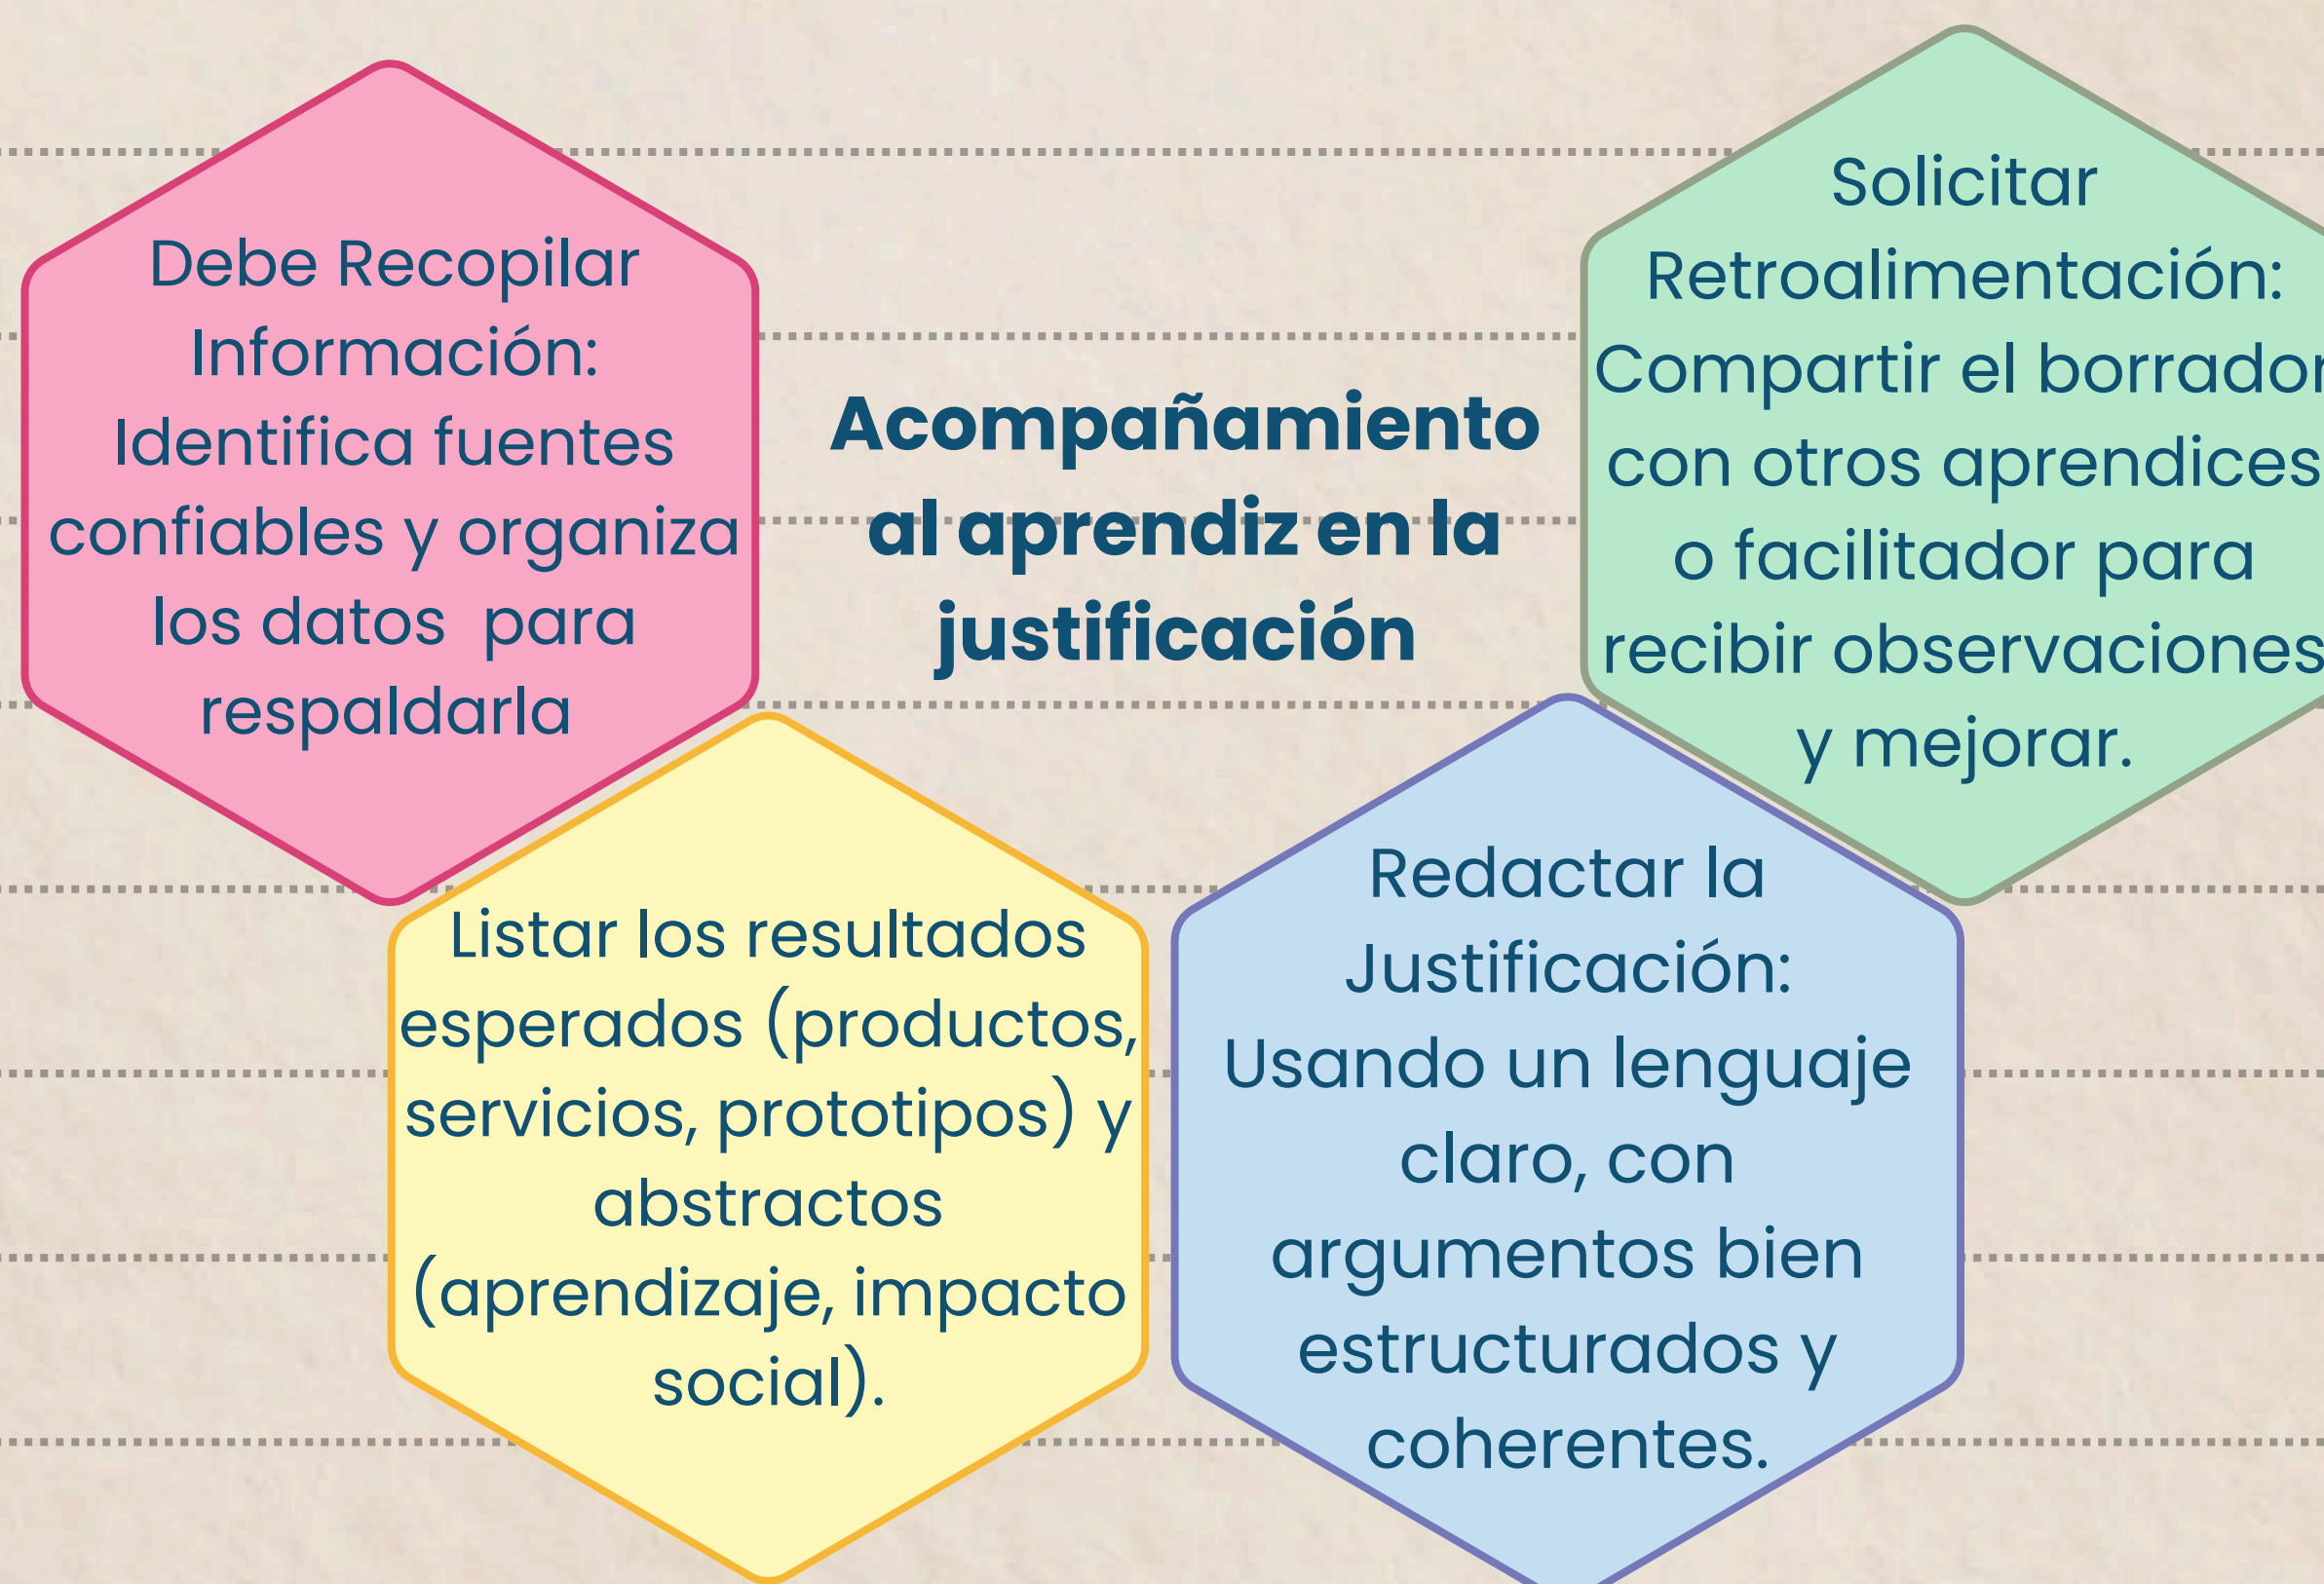 Debe Recopilar
Información:
Identifica fuentes
confiables y organiza
los datos  para
respaldarla
Acompañamiento
al aprendiz en la
justificación
Solicitar
Retroalimentación:
Compartir el borrador
con otros aprendices
o facilitador para
recibir observaciones
y mejorar.
Listar los resultados
esperados (productos,
servicios, prototipos) y
abstractos
(aprendizaje, impacto
social).
Redactar la
Justificación:
Usando un lenguaje
claro, con
argumentos bien
estructurados y
coherentes.